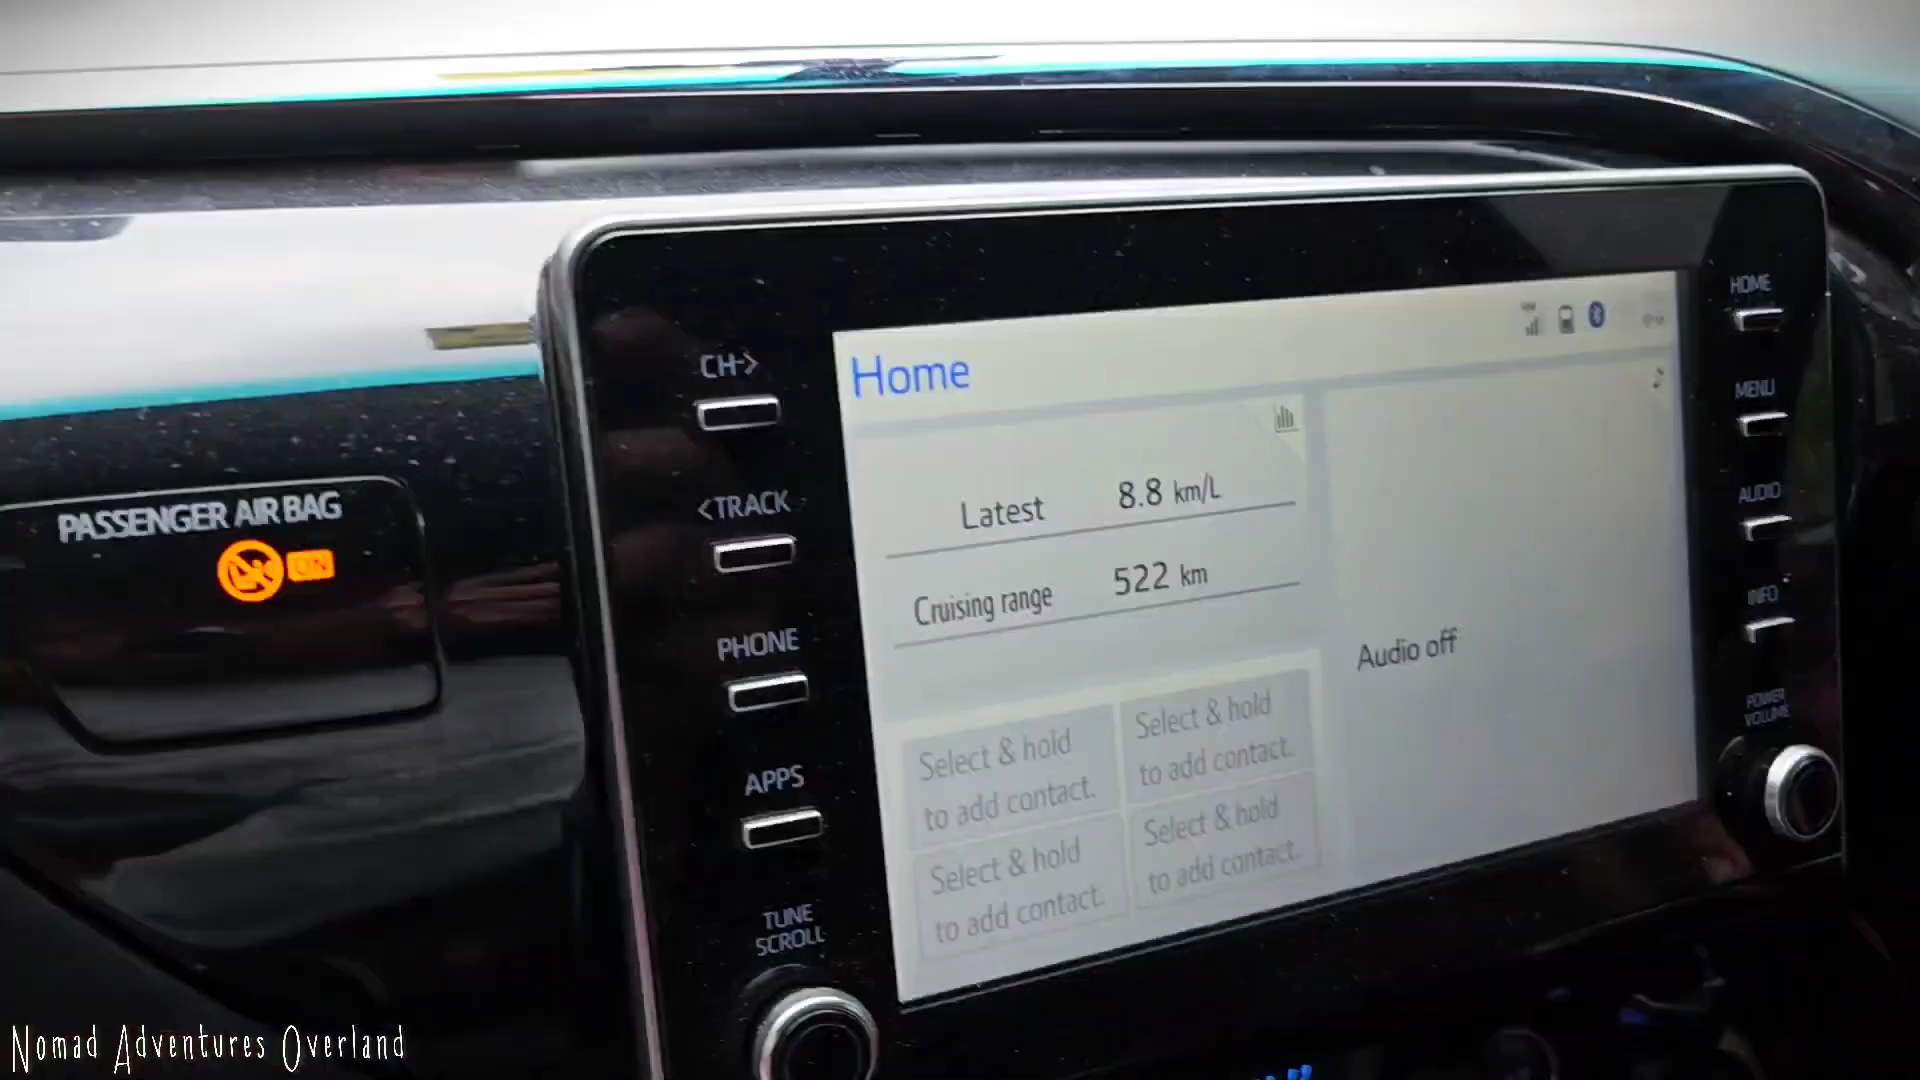 PASSENGER AIR BAG
ON
CH>
<TRACK
PHONE
APPS
TUNE
SCROLL
Home
Latest 8.8 km/L
Cruising range 522 km
Select & hold
to add contact.
Select & hold
to add contact.
Select & hold
to add contact.
Select & hold
to add contact.
Audio off
HOME
MENU
AUDIO
INFO
POWER
VOLUME
Nomad Adventures Overland